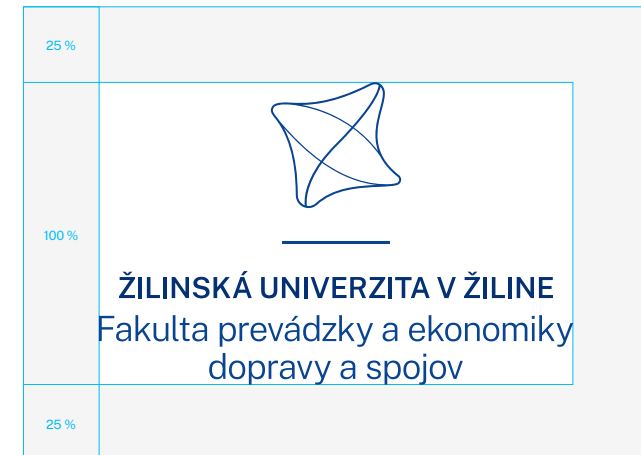 25 %
100 %
ŽILINSKÁ UNIVERZITA V ŽILINE
Fakulta prevádzky a ekonomiky
dopravy a spojov
25 %